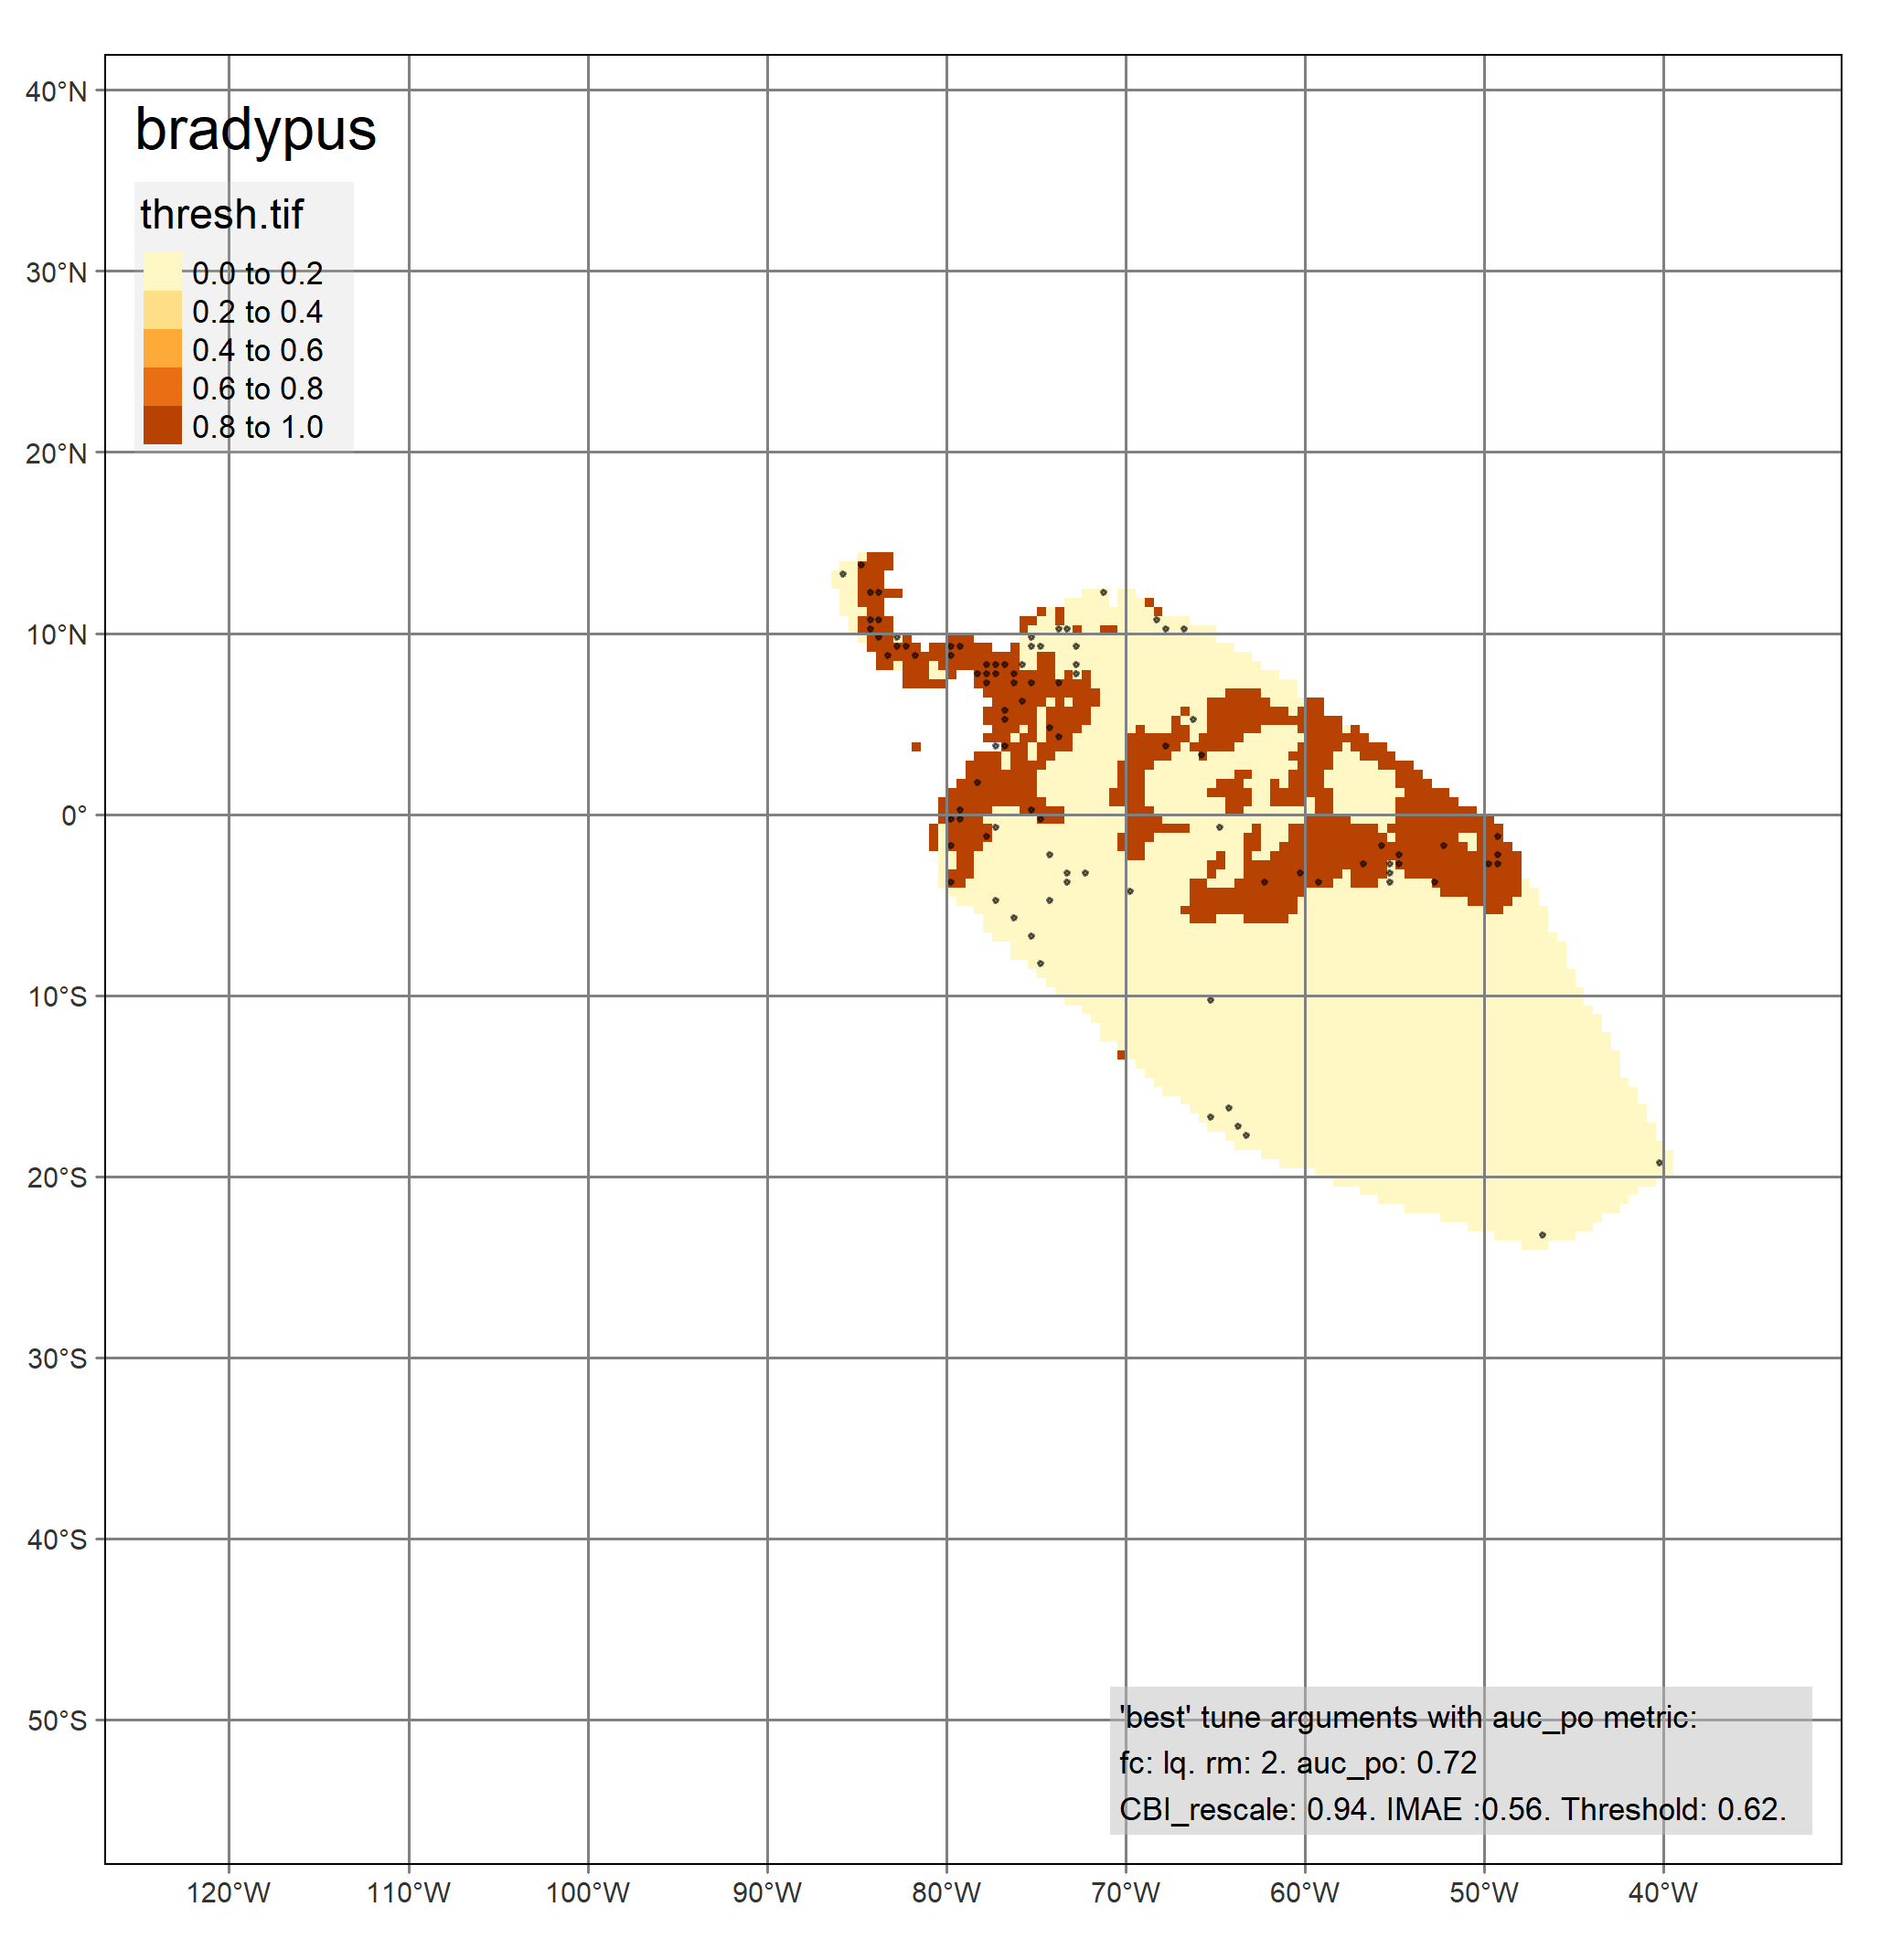 40°N
30°N
20°N
10°N
0°
10°S
20°S
30°S
40°S
50°S
bradypus
thresh.tif
0.0 to 0.2
0.2 to 0.4
0.4 to 0.6
0.6 to 0.8
0.8 to 1.0
'best' tune arguments with auc_po metric:
fc: lq. rm: 2. auc_po: 0.72
CBI_rescale: 0.94. IMAE :0.56. Threshold: 0.62.
120°W 110°W 100°W 90°W 80°W 70°W 60°W 50°W 40°W